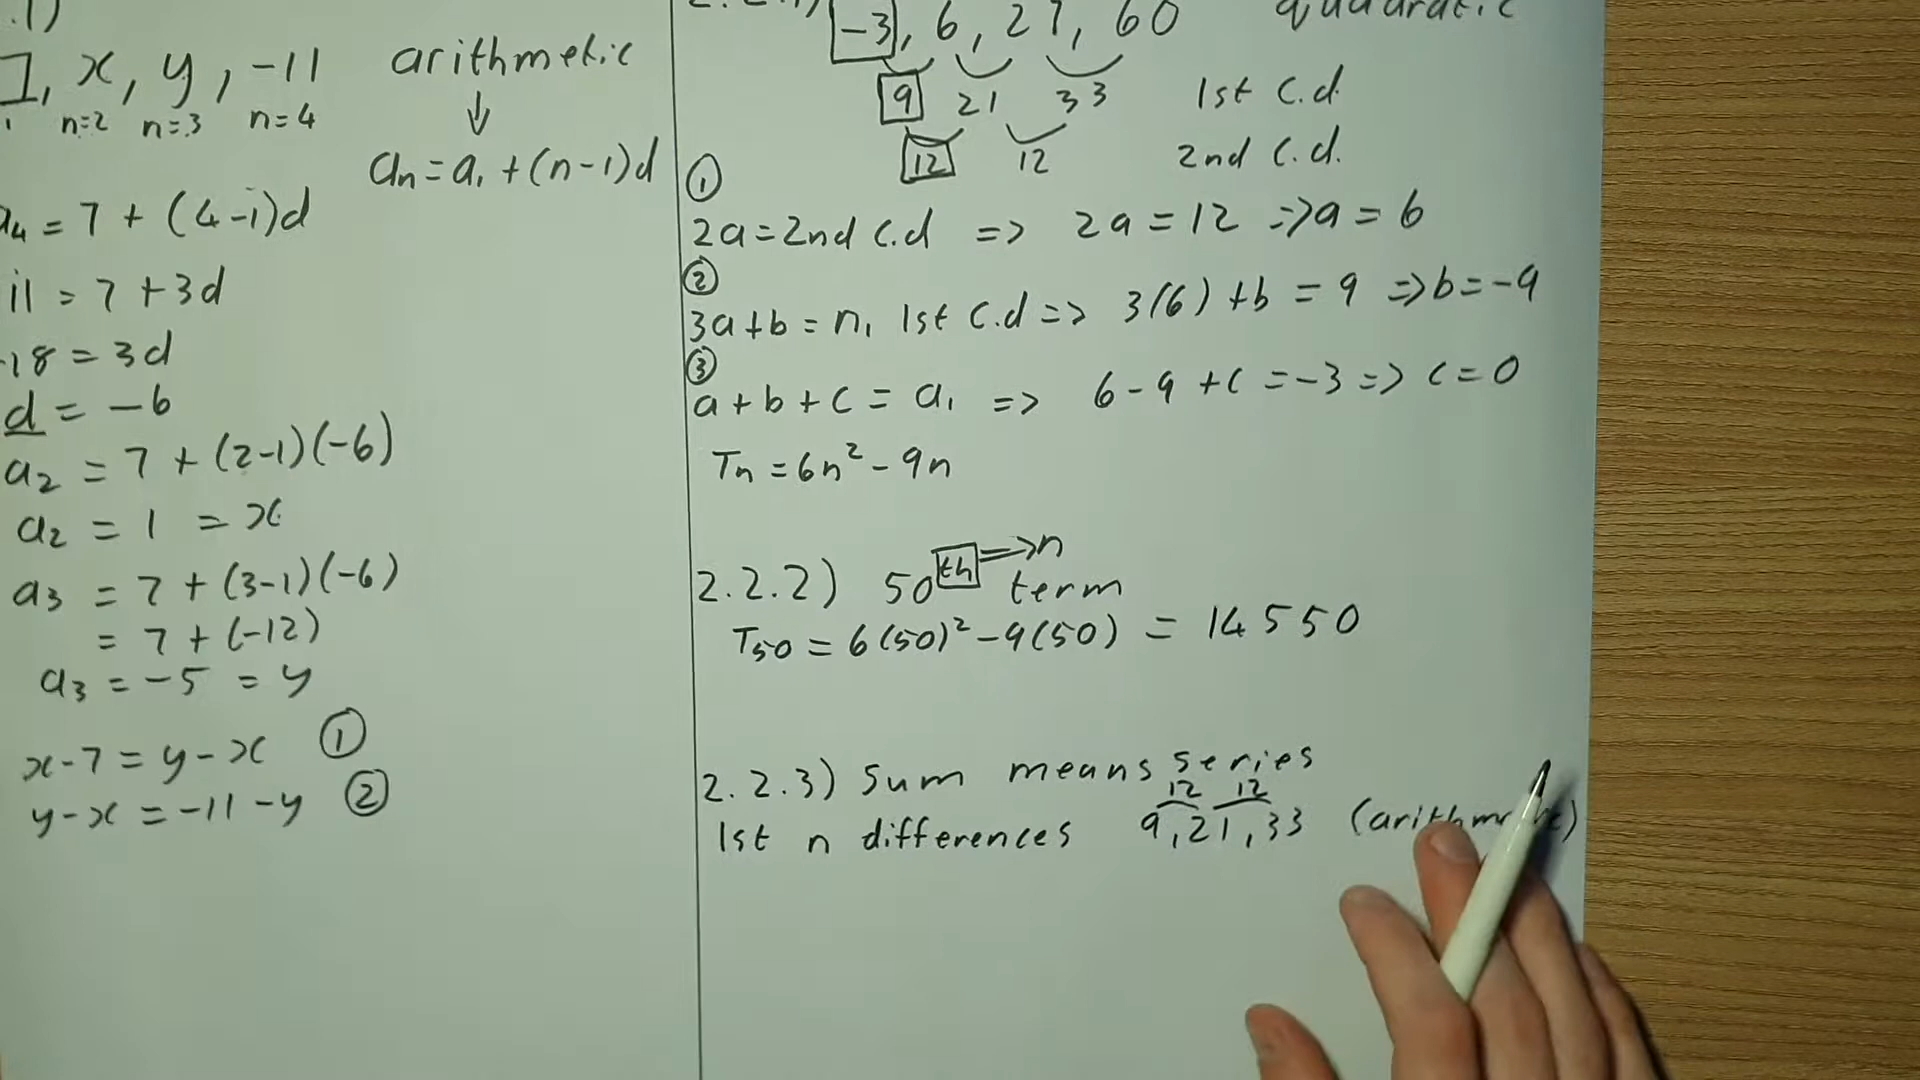 .1)
7, x, y, -11 arithmetic
n=2 n=3 n=4
an = a1 + (n-1)d
a4 = 7 + (4-1)d
11 = 7 + 3d
-18 = 3d
d = -6
a2 = 7 + (2-1)(-6)
a2 = 1 = x
a3 = 7 + (3-1)(-6)
= 7 + (-12)
a3 = -5 = y
x - 7 = y - x ①
y - x = -11 - y ②
-3, 6, 27, 60 quadratic
9 21 33 1st c.d
12 12 2nd c.d.
①
2a = 2nd c.d => 2a = 12 => a = 6
②
3a + b = n, 1st c.d => 3(6) + b = 9 => b = -9
③
a + b + c = a1 => 6 - 9 + c = -3 => c = 0
Tn = 6n² - 9n
2.2.2) 50th term => n
T50 = 6(50)² - 9(50) = 14550
2.2.3) Sum means series
12 12
1st n differences 9, 21, 33